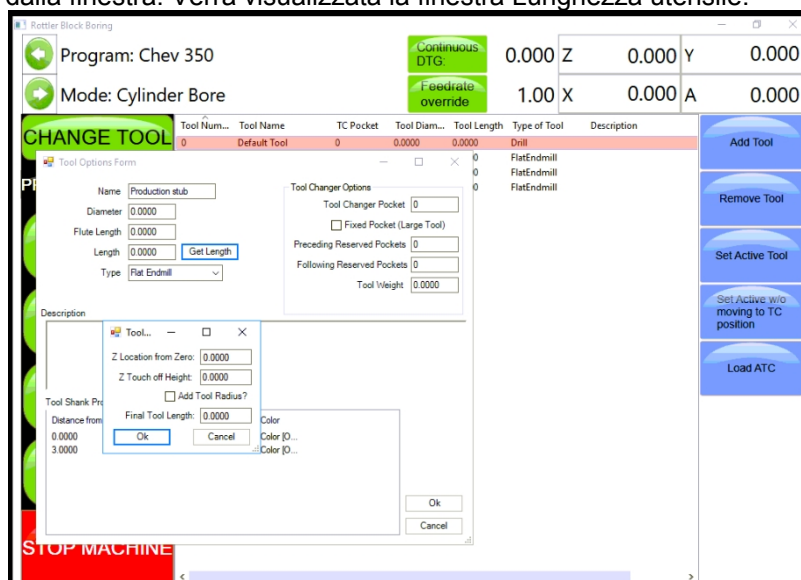 dalla finestra. Verrà visualizzata la finestra Lunghezza utensile.
Rottler Block Boring
Program: Chev 350
Continuous DTG:
0.000 Z 0.000 Y 0.000
Mode: Cylinder Bore
Feedrate override
1.00 X 0.000 A 0.000
CHANGE TOOL
Tool Num... Tool Name TC Pocket Tool Diam... Tool Length Type of Tool Description
0 Default Tool 0 0.0000 0.0000 Drill
0 FlatEndmill
0 FlatEndmill
0 FlatEndmill
Tool Options Form
Name Production stub
Diameter 0.0000
Flute Length 0.0000
Length 0.0000 Get Length
Type Flat Endmill
Tool Changer Options
Tool Changer Pocket 0
Fixed Pocket (Large Tool)
Preceding Reserved Pockets 0
Following Reserved Pockets 0
Tool Weight 0.0000
Description
Tool...
Z Location from Zero: 0.0000
Z Touch off Height: 0.0000
Add Tool Radius?
Final Tool Length: 0.0000
Ok Cancel
Tool Shank Pro
Distance from Color
0.0000 Color [O...
3.0000 Color [O...
Ok
Cancel
STOP MACHINE
Add Tool
Remove Tool
Set Active Tool
Set Active w/o
moving to TC
position
Load ATC